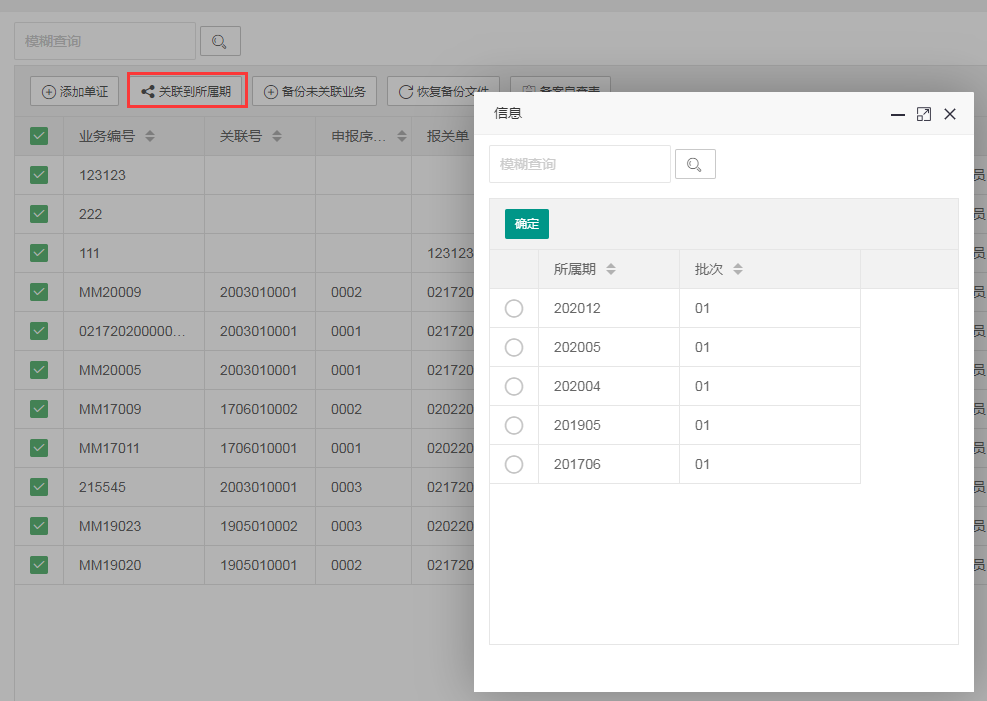 模糊查询
添加单证 关联到所属期 备份未关联业务 恢复备份文件
信息
模糊查询
确定
所属期 批次
202012 01
202005 01
202004 01
201905 01
201706 01
业务编号 关联号 申报序... 报关单
123123 员
222 员
111 123123 员
MM20009 2003010001 0002 021720 员
021720200000... 2003010001 0001 021720 员
MM20005 2003010001 0001 021720 员
MM17009 1706010002 0002 020220 员
MM17011 1706010001 0001 020220 员
215545 2003010001 0003 021720 员
MM19023 1905010002 0003 020220 员
MM19020 1905010001 0002 021720 员